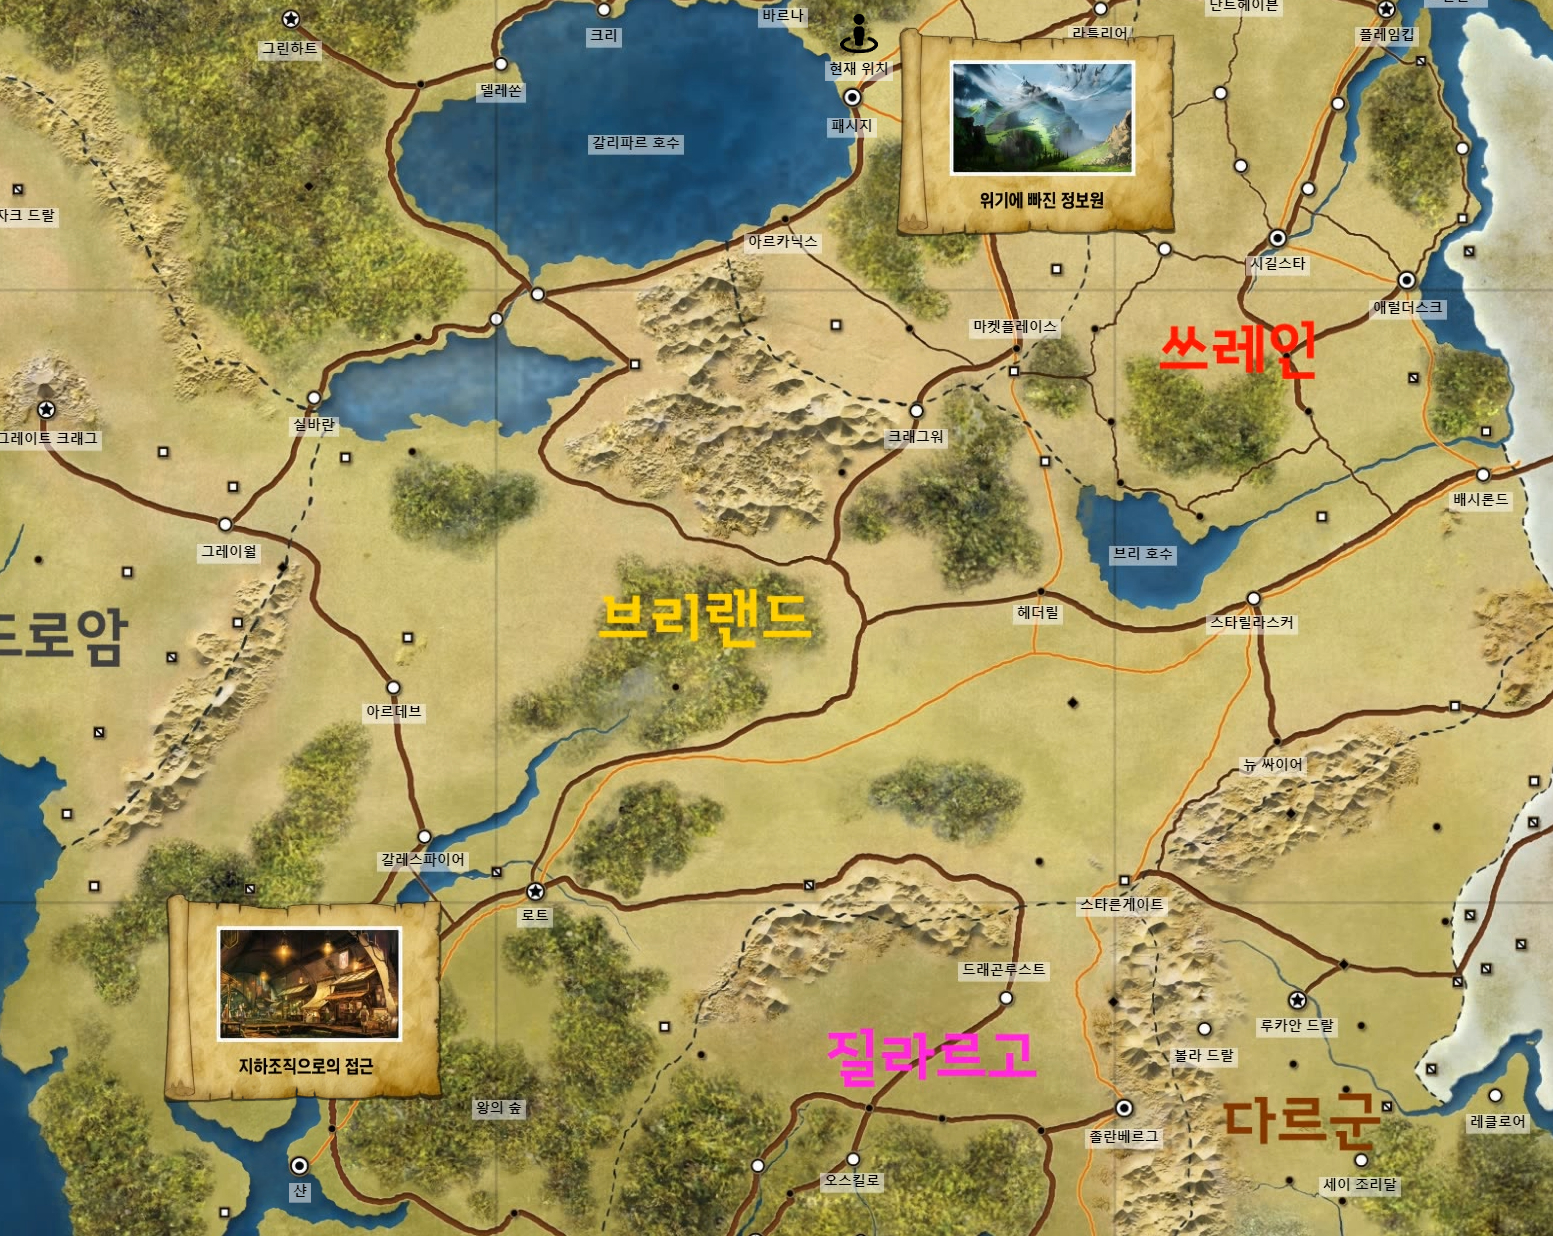 난드헤이븐
바르나
크리
라트리어
플레임킵
그린하트
현재 위치
델레쏜
패시지
갈리파르 호수
위기에 빠진 정보원
자크 드랄
아르카닉스
시길스타
애럴더스크
마켓플레이스
쓰레인
실바란
그레이트 크래그
크래그워
배시론드
그레이월
브리 호수
브리랜드
헤더릴
스타릴라스커
드로암
아르데브
뉴 싸이어
갈레스파이어
스타른게이트
로트
드래곤루스트
루카안 드랄
질라르고
볼라 드랄
지하조직으로의 접근
왕의 숲
다르군
레클로어
졸란베르그
오스킬로
세이 조리달
샨